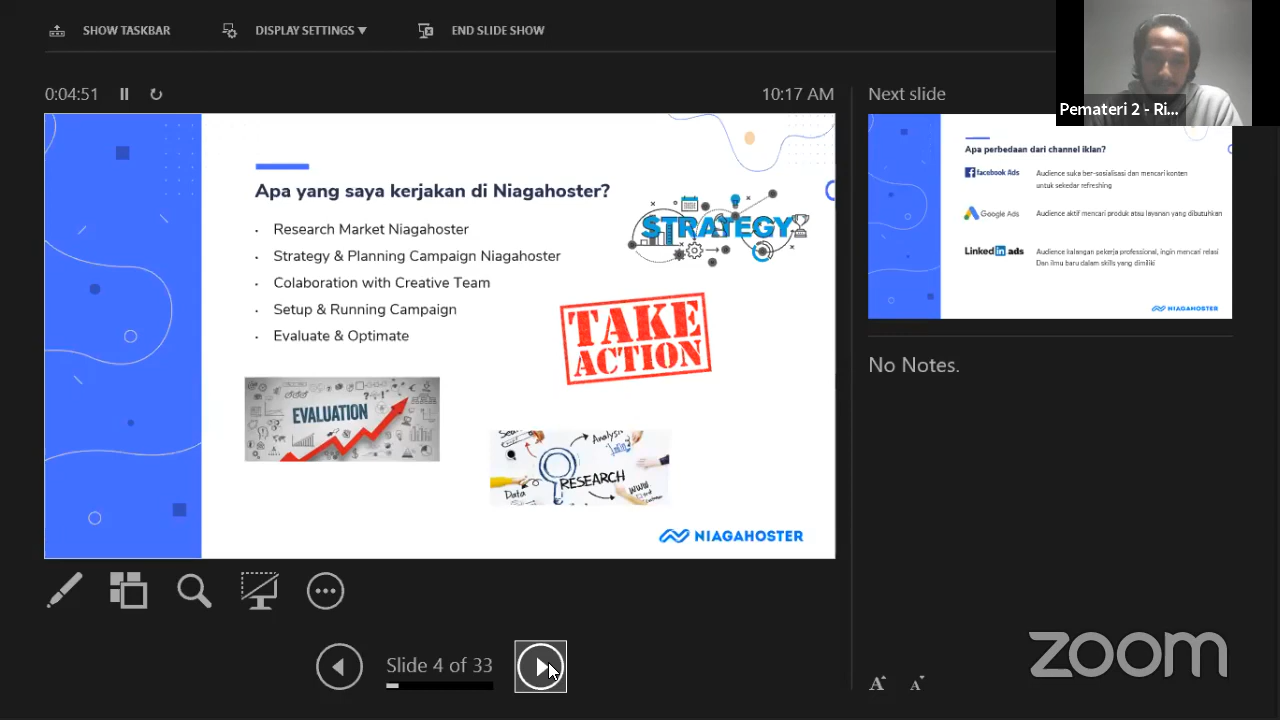 SHOW TASKBAR
DISPLAY SETTINGS ▼
END SLIDE SHOW
Pemateri 2 - Ri...
0:04:51
10:17 AM
Next slide
Apa yang saya kerjakan di Niagahoster?
• Research Market Niagahoster
• Strategy & Planning Campaign Niagahoster
• Colaboration with Creative Team
• Setup & Running Campaign
• Evaluate & Optimate
STRATEGY
TAKE
ACTION
EVALUATION
Analysis
RESEARCH
Data
WWW
NIAGAHOSTER
Apa perbedaan dari channel iklan?
facebook Ads
Audience suka ber-sosialisasi dan mencari konten
untuk sekedar refreshing
Google Ads
Audience aktif mencari produk atau layanan yang dibutuhkan
Linked in ads
Audience kalangan pekerja professional, ingin mencari relasi
Dan ilmu baru dalam skills yang dimiliki
NIAGAHOSTER
No Notes.
Slide 4 of 33
A A
zoom